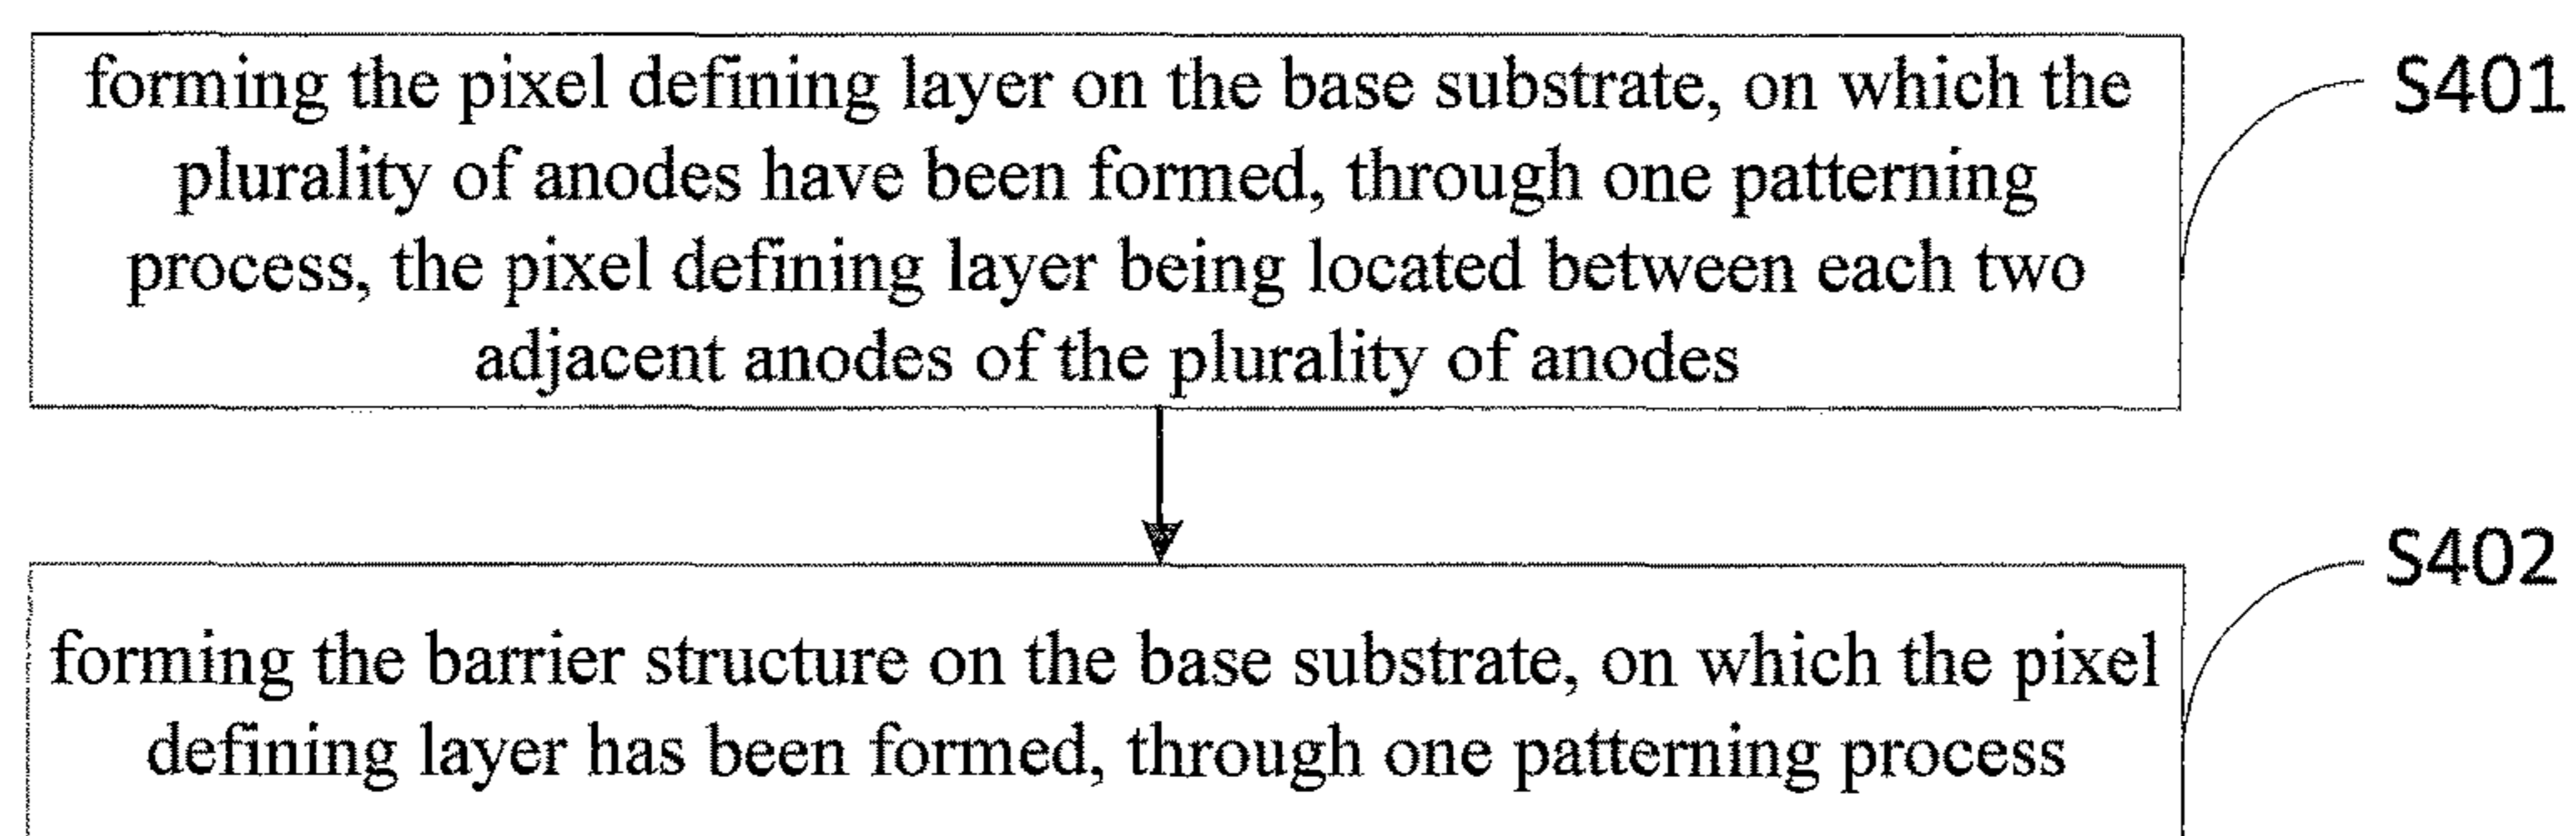 forming the pixel defining layer on the base substrate, on which the
plurality of anodes have been formed, through one patterning
process, the pixel defining layer being located between each two
adjacent anodes of the plurality of anodes
S401
forming the barrier structure on the base substrate, on which the pixel
defining layer has been formed, through one patterning process
S402